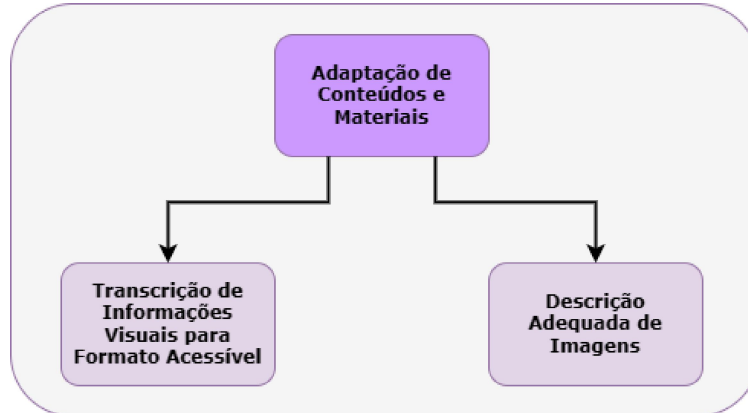 Adaptação de
Conteúdos e
Materiais
Transcrição de
Informações
Visuais para
Formato Acessível
Descrição
Adequada de
Imagens